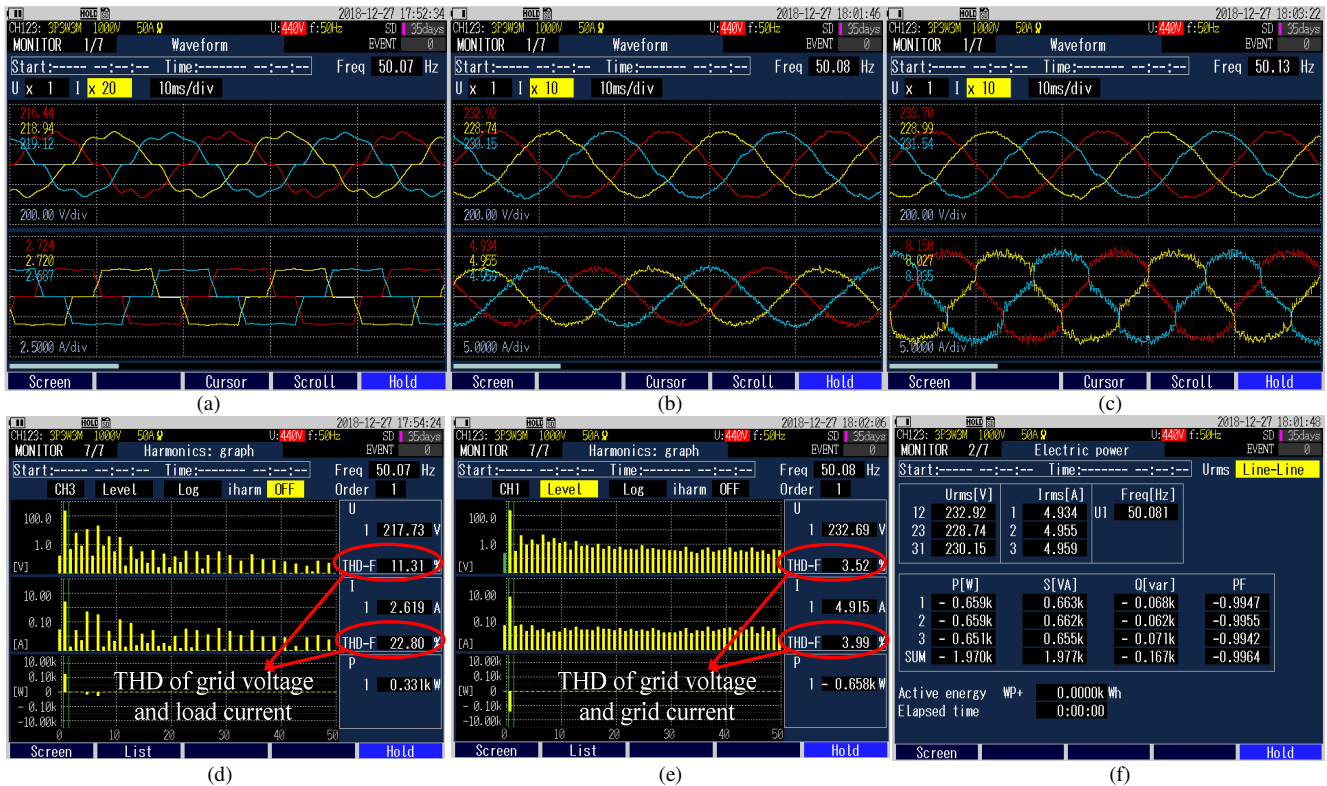 HOLD
2018-12-27 17:52:34
CH123: 3P3W3M 1000V 50A U:440V f:50Hz SD 35days
MONITOR 1/7 Waveform EVENT 0
Start:----- --:--:-- Time:------- --:--:-- Freq 50.07 Hz
U x 1 I x 20 10ms/div
216.44
218.94
219.12
200.00 V/div
2.724
2.720
2.687
2.5000 A/div
Screen Cursor Scroll Hold
(a)
HOLD
2018-12-27 18:01:46
CH123: 3P3W3M 1000V 50A U:440V f:50Hz SD 35days
MONITOR 1/7 Waveform EVENT 0
Start:----- --:--:-- Time:------- --:--:-- Freq 50.08 Hz
U x 1 I x 10 10ms/div
232.92
228.74
230.15
200.00 V/div
4.934
4.955
4.959
5.0000 A/div
Screen Cursor Scroll Hold
(b)
HOLD
2018-12-27 18:03:22
CH123: 3P3W3M 1000V 50A U:440V f:50Hz SD 35days
MONITOR 1/7 Waveform EVENT 0
Start:----- --:--:-- Time:------- --:--:-- Freq 50.13 Hz
U x 1 I x 10 10ms/div
233.70
228.99
231.54
200.00 V/div
8.150
8.027
5.0000 A/div
Screen Cursor Scroll Hold
(c)
HOLD
2018-12-27 17:54:24
CH123: 3P3W3M 1000V 50A U:440V f:50Hz SD 35days
MONITOR 7/7 Harmonics: graph EVENT 0
Start:----- --:--:-- Time:------- --:--:-- Freq 50.07 Hz
CH3 Level Log iharm OFF Order 1
U
100.0
1 217.73 V
1.0
[V] THD-F 11.31 %
I
10.00
1 2.619 A
0.10
[A] THD-F 22.80 %
P
10.00k
0.10k
[W] 0
1 0.331kW
- 0.10k
-10.00k
THD of grid voltage
and load current
0 10 20 30 40 50
Screen List Hold
(d)
HOLD
2018-12-27 18:02:06
CH123: 3P3W3M 1000V 50A U:440V f:50Hz SD 35days
MONITOR 7/7 Harmonics: graph EVENT 0
Start:----- --:--:-- Time:------- --:--:-- Freq 50.08 Hz
CH1 Level Log iharm OFF Order 1
U
100.0
1 232.69 V
1.0
[V] THD-F 3.52 %
I
10.00
1 4.915 A
0.10
[A] THD-F 3.99 %
P
10.00k
0.10k
[W] 0
1 - 0.658kW
- 0.10k
-10.00k
THD of grid voltage
and grid current
0 10 20 30 40 50
Screen List Hold
(e)
HOLD
2018-12-27 18:01:48
CH123: 3P3W3M 1000V 50A U:440V f:50Hz SD 35days
MONITOR 2/7 Electric power EVENT 0
Start:----- --:--:-- Time:------- --:--:-- Urms Line-Line
Urms[V] Irms[A] Freq[Hz]
12 232.92 1 4.934 U1 50.081
23 228.74 2 4.955
31 230.15 3 4.959
P[W] S[VA] Q[var] PF
1 - 0.659k 0.663k - 0.068k -0.9947
2 - 0.659k 0.662k - 0.062k -0.9955
3 - 0.651k 0.655k - 0.071k -0.9942
SUM - 1.970k 1.977k - 0.167k -0.9964
Active energy WP+ 0.0000k Wh
Elapsed time 0:00:00
Screen Hold
(f)